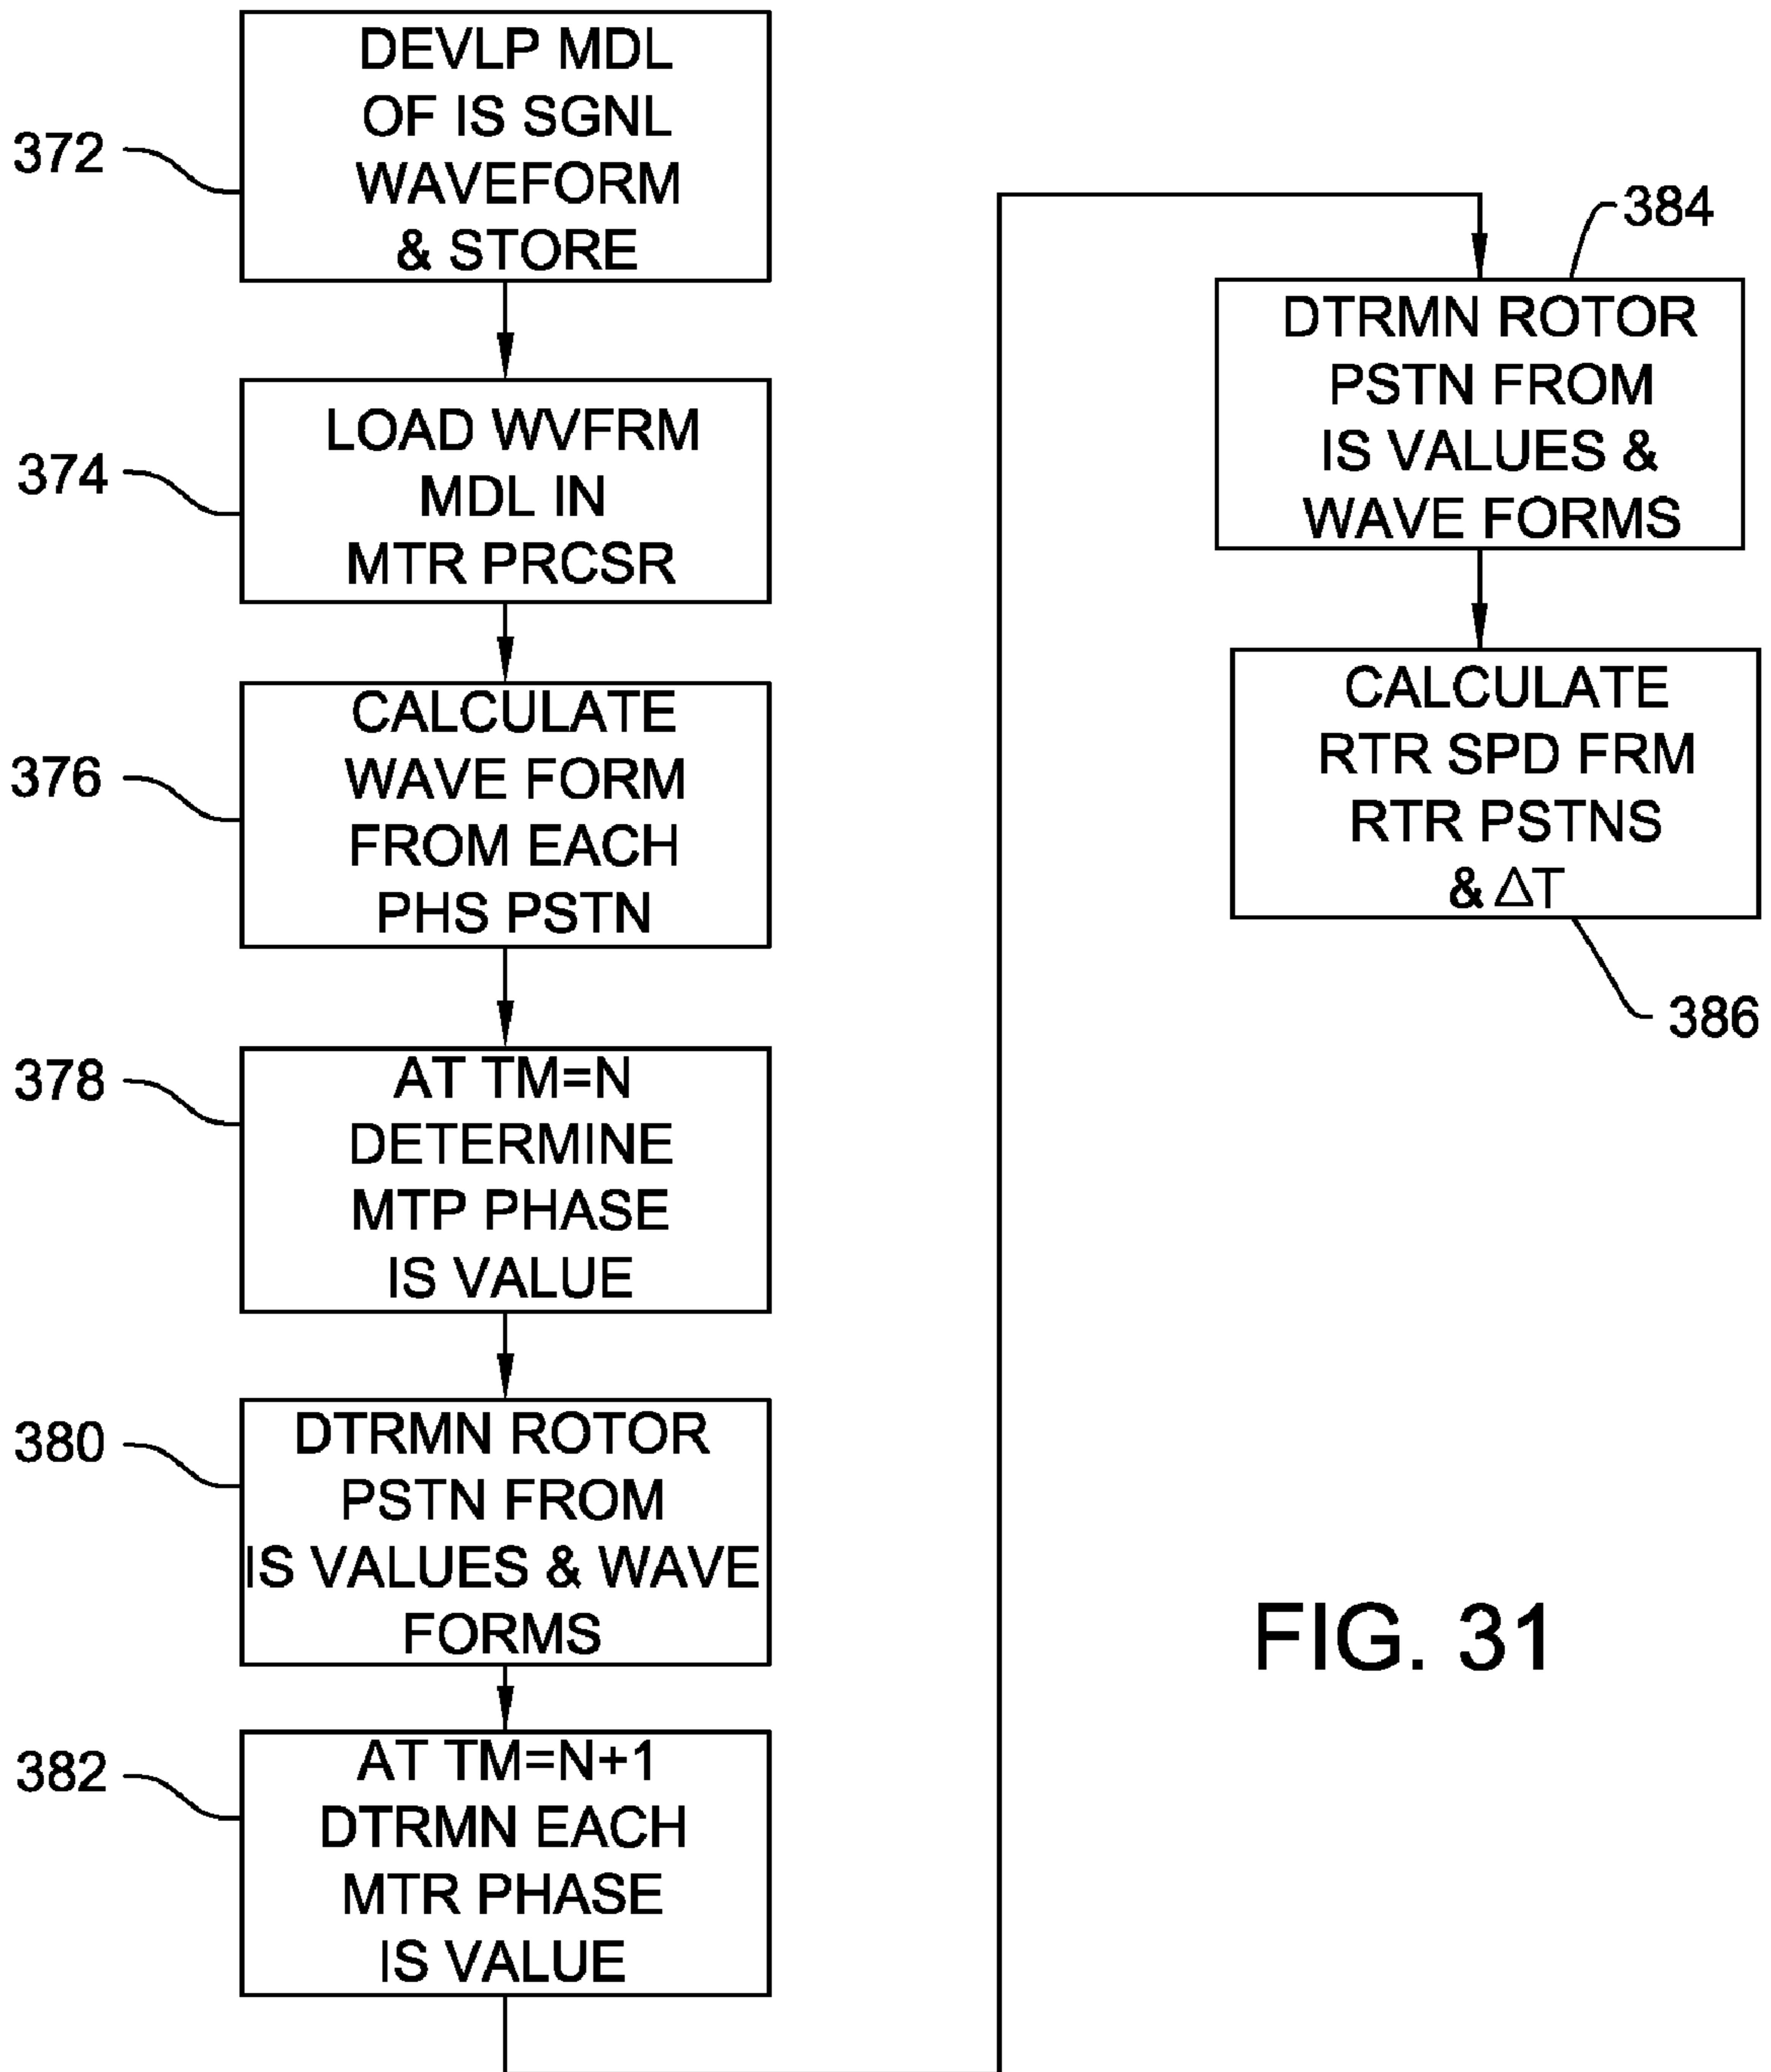 372
DEVLP MDL
OF IS SGNL
WAVEFORM
& STORE
374
LOAD WVFRM
MDL IN
MTR PRCSR
376
CALCULATE
WAVE FORM
FROM EACH
PHS PSTN
378
AT TM=N
DETERMINE
MTP PHASE
IS VALUE
380
DTRMN ROTOR
PSTN FROM
IS VALUES & WAVE
FORMS
382
AT TM=N+1
DTRMN EACH
MTR PHASE
IS VALUE
384
DTRMN ROTOR
PSTN FROM
IS VALUES &
WAVE FORMS
CALCULATE
RTR SPD FRM
RTR PSTNS
& ΔT
386
FIG. 31